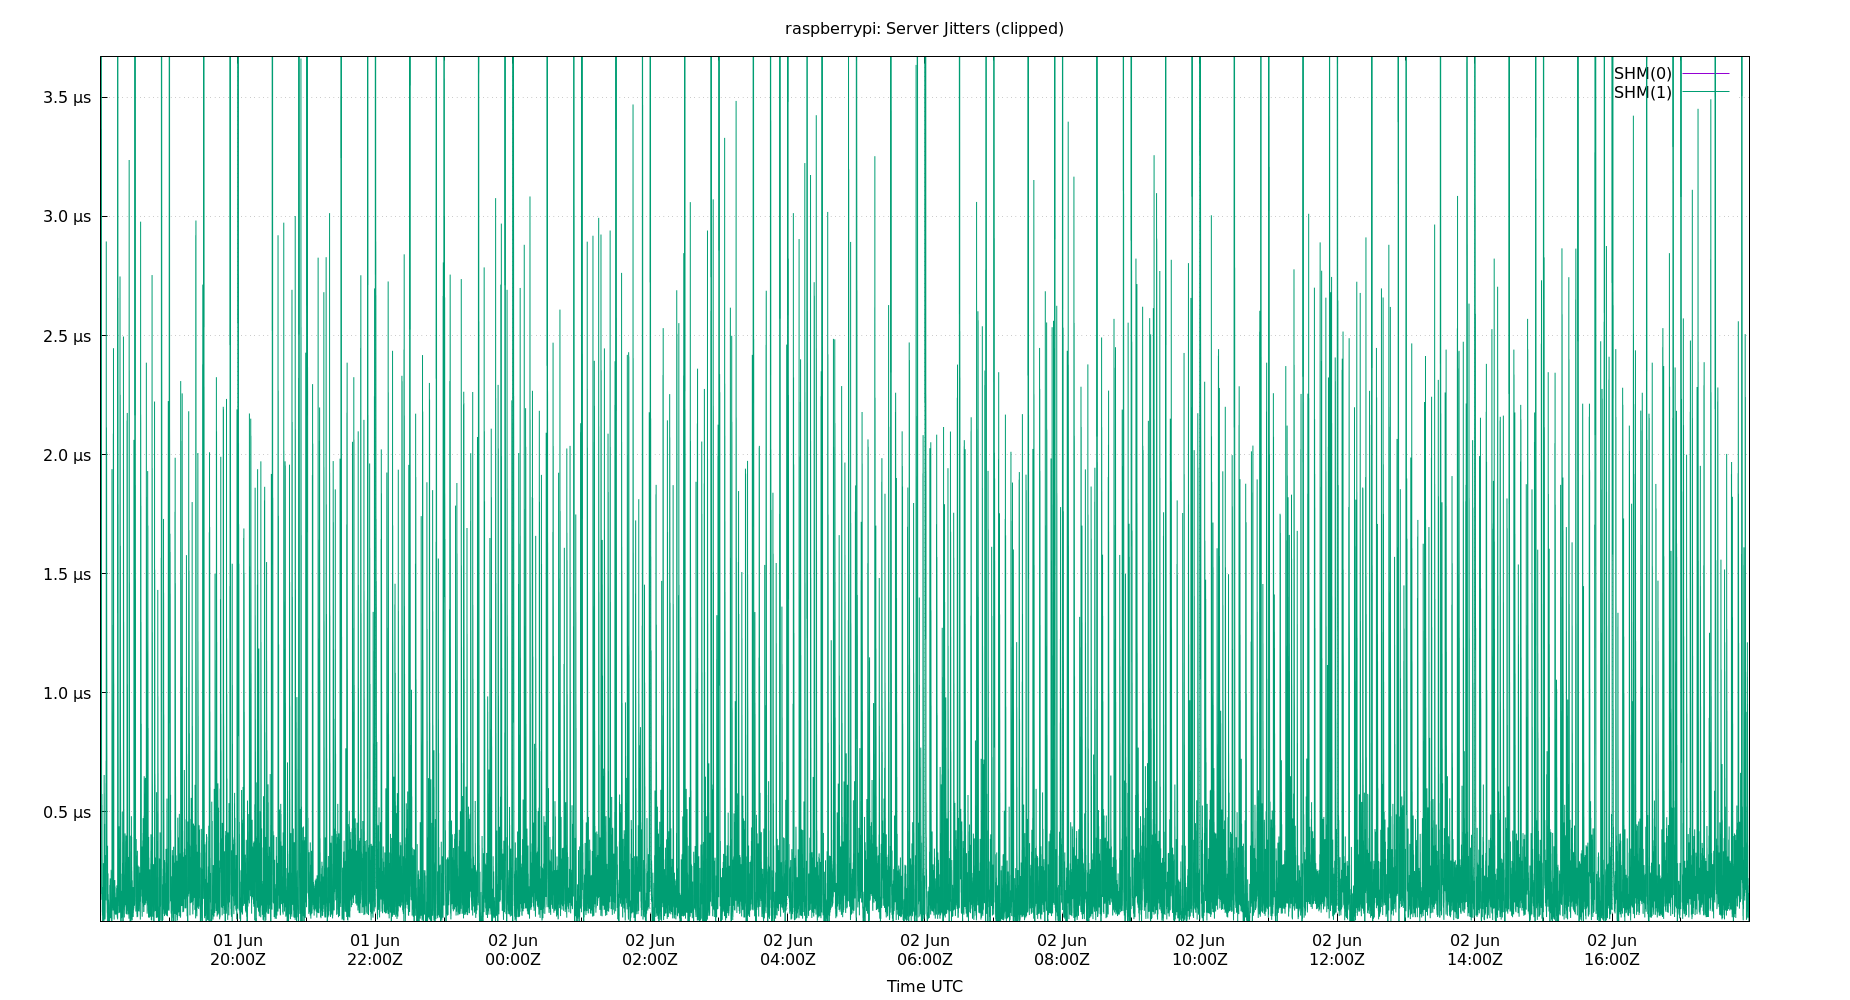 raspberrypi: Server Jitters (clipped)
SHM(0)
SHM(1)
3.5 µs
3.0 µs
2.5 µs
2.0 µs
1.5 µs
1.0 µs
0.5 µs
01 Jun 01 Jun 02 Jun 02 Jun 02 Jun 02 Jun 02 Jun 02 Jun 02 Jun 02 Jun 02 Jun
20:00Z 22:00Z 00:00Z 02:00Z 04:00Z 06:00Z 08:00Z 10:00Z 12:00Z 14:00Z 16:00Z
Time UTC